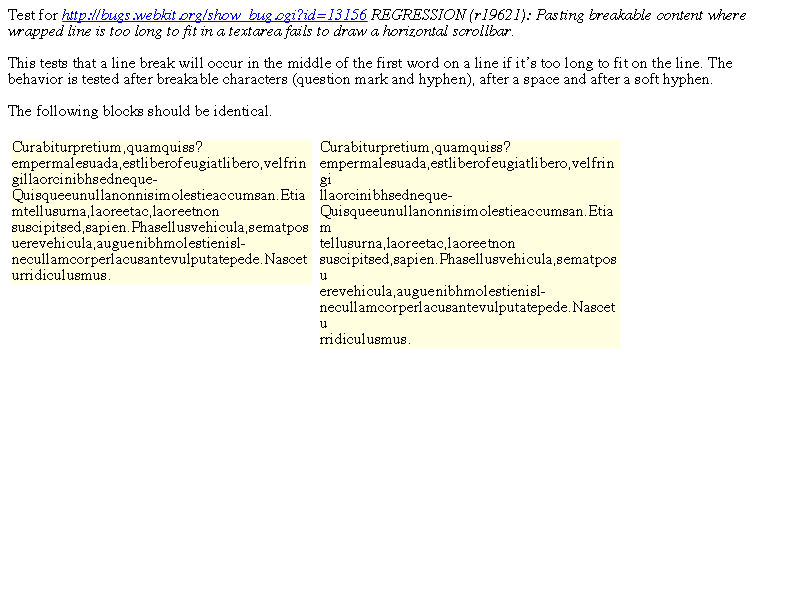 Test for http://bugs.webkit.org/show_bug.cgi?id=13156 REGRESSION (r19621): Pasting breakable content where
wrapped line is too long to fit in a textarea fails to draw a horizontal scrollbar.
This tests that a line break will occur in the middle of the first word on a line if it's too long to fit on the line. The
behavior is tested after breakable characters (question mark and hyphen), after a space and after a soft hyphen.
The following blocks should be identical.
Curabiturpretium,quamquiss?
empermalesuada,estliberofeugiatlibero,velfrin
gillaorcinibhsedneque-
Quisqueeunullanonnisimolestieaccumsan.Etia
mtellusurna,laoreetac,laoreetnon
suscipitsed,sapien.Phasellusvehicula,sematpos
uerevehicula,auguenibhmolestienisl-
necullamcorperlacusantevulputatepede.Nascet
urridiculusmus.
Curabiturpretium,quamquiss?
empermalesuada,estliberofeugiatlibero,velfrin
gi
llaorcinibhsedneque-
Quisqueeunullanonnisimolestieaccumsan.Etia
m
tellusurna,laoreetac,laoreetnon
suscipitsed,sapien.Phasellusvehicula,sematpos
u
erevehicula,auguenibhmolestienisl-
necullamcorperlacusantevulputatepede.Nascet
u
rridiculusmus.